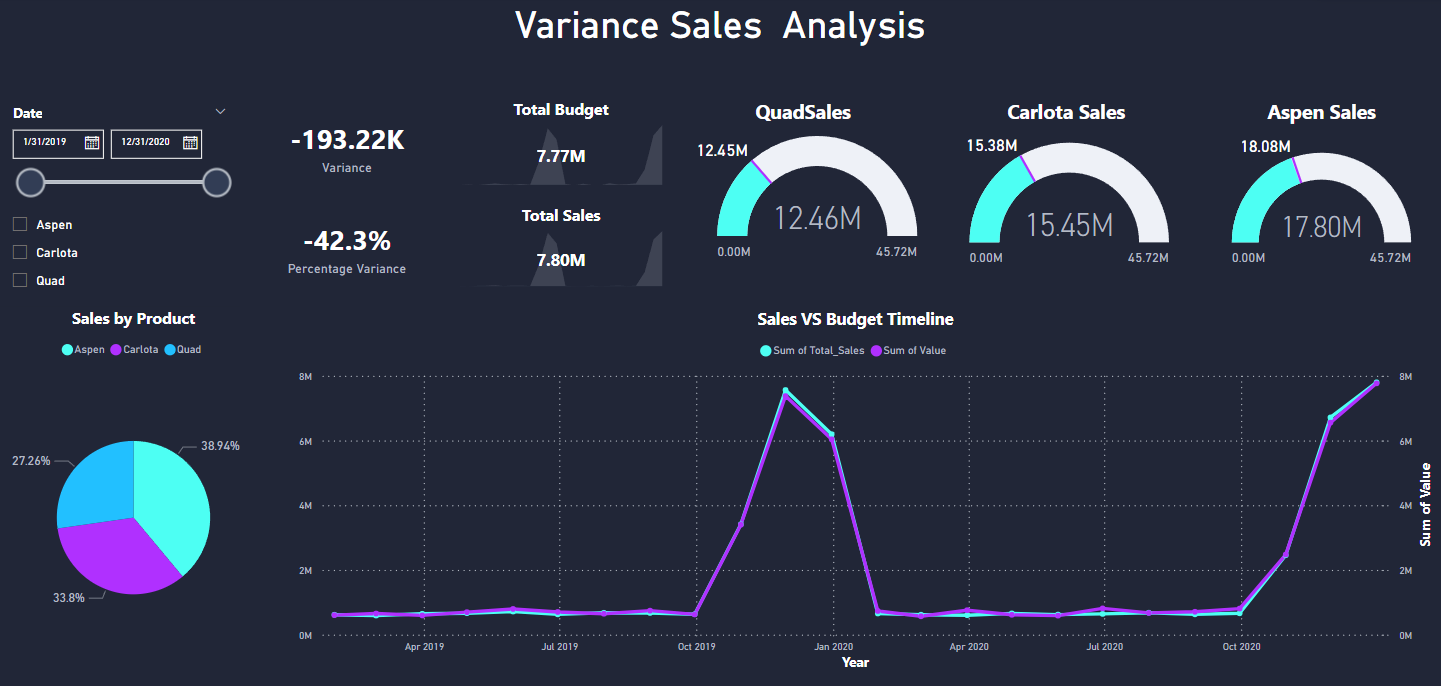 Variance Sales Analysis
Date
1/31/2019
12/31/2020
Aspen
Carlota
Quad
-193.22K
Variance
-42.3%
Percentage Variance
Total Budget
7.77M
Total Sales
7.80M
QuadSales
12.45M
12.46M
0.00M
45.72M
Carlota Sales
15.38M
15.45M
0.00M
45.72M
Aspen Sales
18.08M
17.80M
0.00M
45.72M
Sales by Product
Aspen Carlota Quad
38.94%
27.26%
33.8%
Sales VS Budget Timeline
Sum of Total_Sales Sum of Value
8M
6M
4M
2M
0M
8M
6M
4M
2M
0M
Sum of Value
Apr 2019
Jul 2019
Oct 2019
Jan 2020
Apr 2020
Jul 2020
Oct 2020
Year